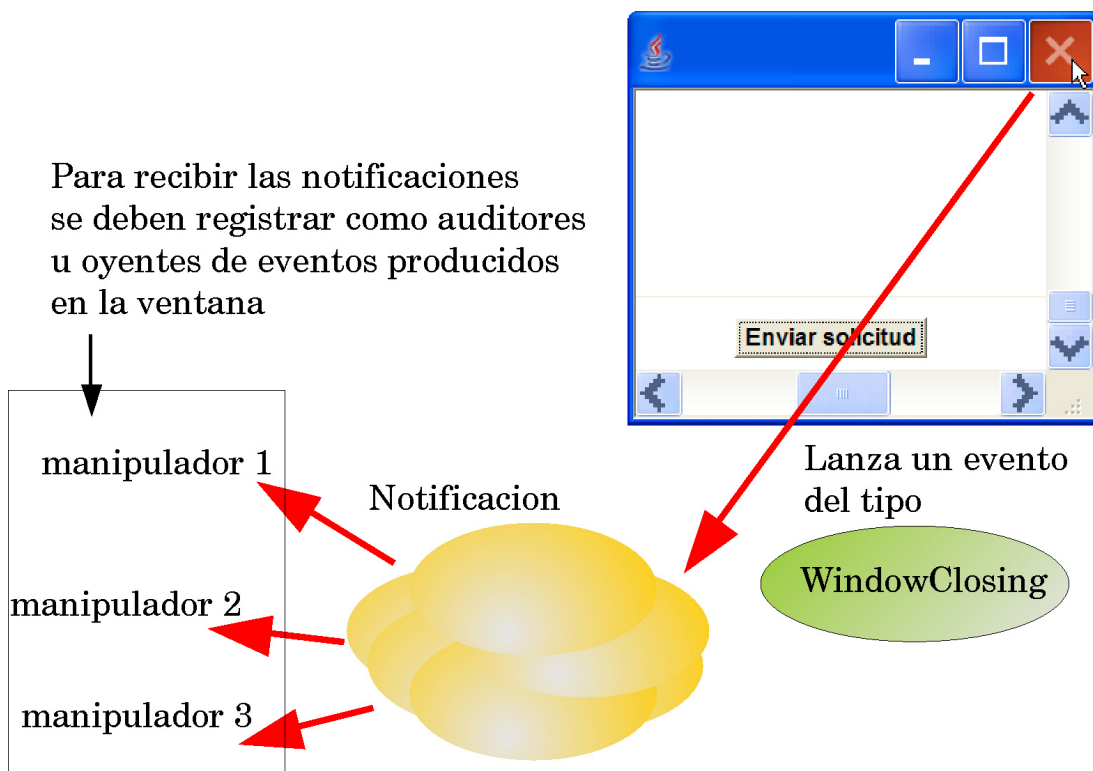 Para recibir las notificaciones
se deben registrar como auditores
u oyentes de eventos producidos
en la ventana
Enviar solicitud
manipulador 1
manipulador 2
manipulador 3
Notificacion
Lanza un evento
del tipo
WindowClosing